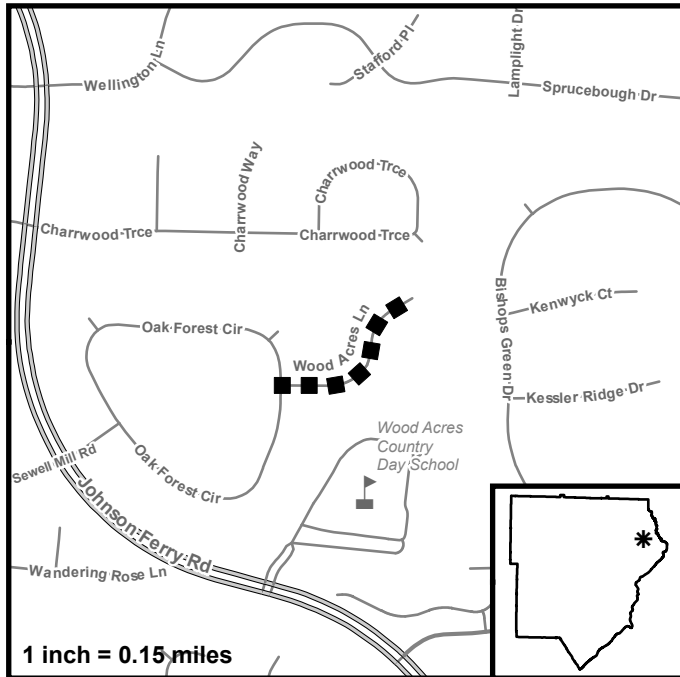 Lamplight Dr
Stafford Pl
Wellington Ln
Sprucebough Dr
Charrwood Way
Charrwood Trce
Charrwood Trce
Charrwood Trce
Kenwyck Ct
Bishops Green Dr
Oak Forest Cir
Wood Acres Ln
Kessler Ridge Dr
Wood Acres
Country
Day School
Sewell Mill Rd
Oak Forest Cir
Johnson Ferry Rd
Wandering Rose Ln
1 inch = 0.15 miles